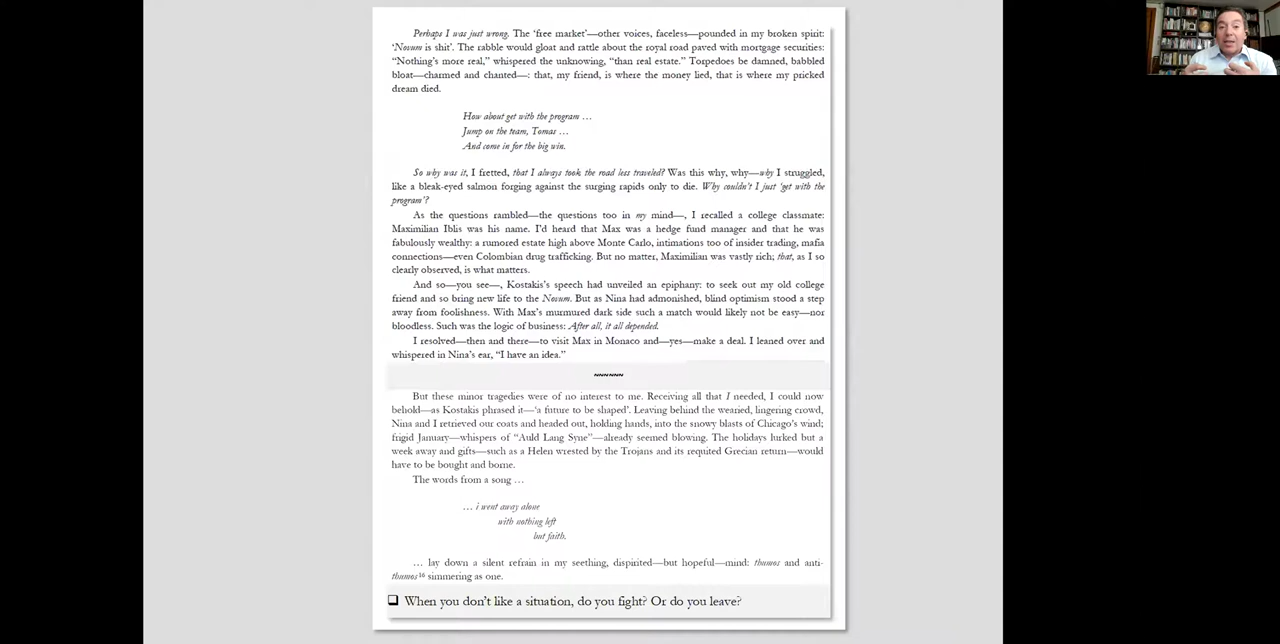 Perhaps I was just wrong. The ‘free market’—other voices, faceless—pounded in my broken spirit:
‘Novum is shit’. The rabble would gloat and rattle about the royal road paved with mortgage securities:
“Nothing’s more real,” whispered the unknowing, “than real estate.” Torpedoes be damned, babbled
bloat—charmed and chanted—: that, my friend, is where the money lied, that is where my pricked
dream died.
How about get with the program …
Jump on the team, Tomas …
And come in for the big win.
So why was it, I fretted, that I always took the road less traveled? Was this why, why—why I struggled,
like a bleak-eyed salmon forging against the surging rapids only to die. Why couldn’t I just ‘get with the
program’?
As the questions rambled—the questions too in my mind—, I recalled a college classmate:
Maximilian Iblis was his name. I’d heard that Max was a hedge fund manager and that he was
fabulously wealthy: a rumored estate high above Monte Carlo, intimations too of insider trading, mafia
connections—even Colombian drug trafficking. But no matter, Maximilian was vastly rich; that, as I so
clearly observed, is what matters.
And so—you see—, Kostakis’s speech had unveiled an epiphany: to seek out my old college
friend and so bring new life to the Novum. But as Nina had admonished, blind optimism stood a step
away from foolishness. With Max’s murmured dark side such a match would likely not be easy—nor
bloodless. Such was the logic of business: After all, it all depended.
I resolved—then and there—to visit Max in Monaco and—yes—make a deal. I leaned over and
whispered in Nina’s ear, “I have an idea.”
~~~~~~
But these minor tragedies were of no interest to me. Receiving all that I needed, I could now
behold—as Kostakis phrased it—‘a future to be shaped’. Leaving behind the wearied, lingering crowd,
Nina and I retrieved our coats and headed out, holding hands, into the snowy blasts of Chicago’s wind;
frigid January—whispers of “Auld Lang Syne”—already seemed blowing. The holidays lurked but a
week away and gifts—such as a Helen wrested by the Trojans and its requited Grecian return—would
have to be bought and borne.
The words from a song …
… i went away alone
with nothing left
but faith.
… lay down a silent refrain in my seething, dispirited—but hopeful—mind: thumos and anti-
thumos¹⁶ simmering as one.
❑ When you don’t like a situation, do you fight? Or do you leave?